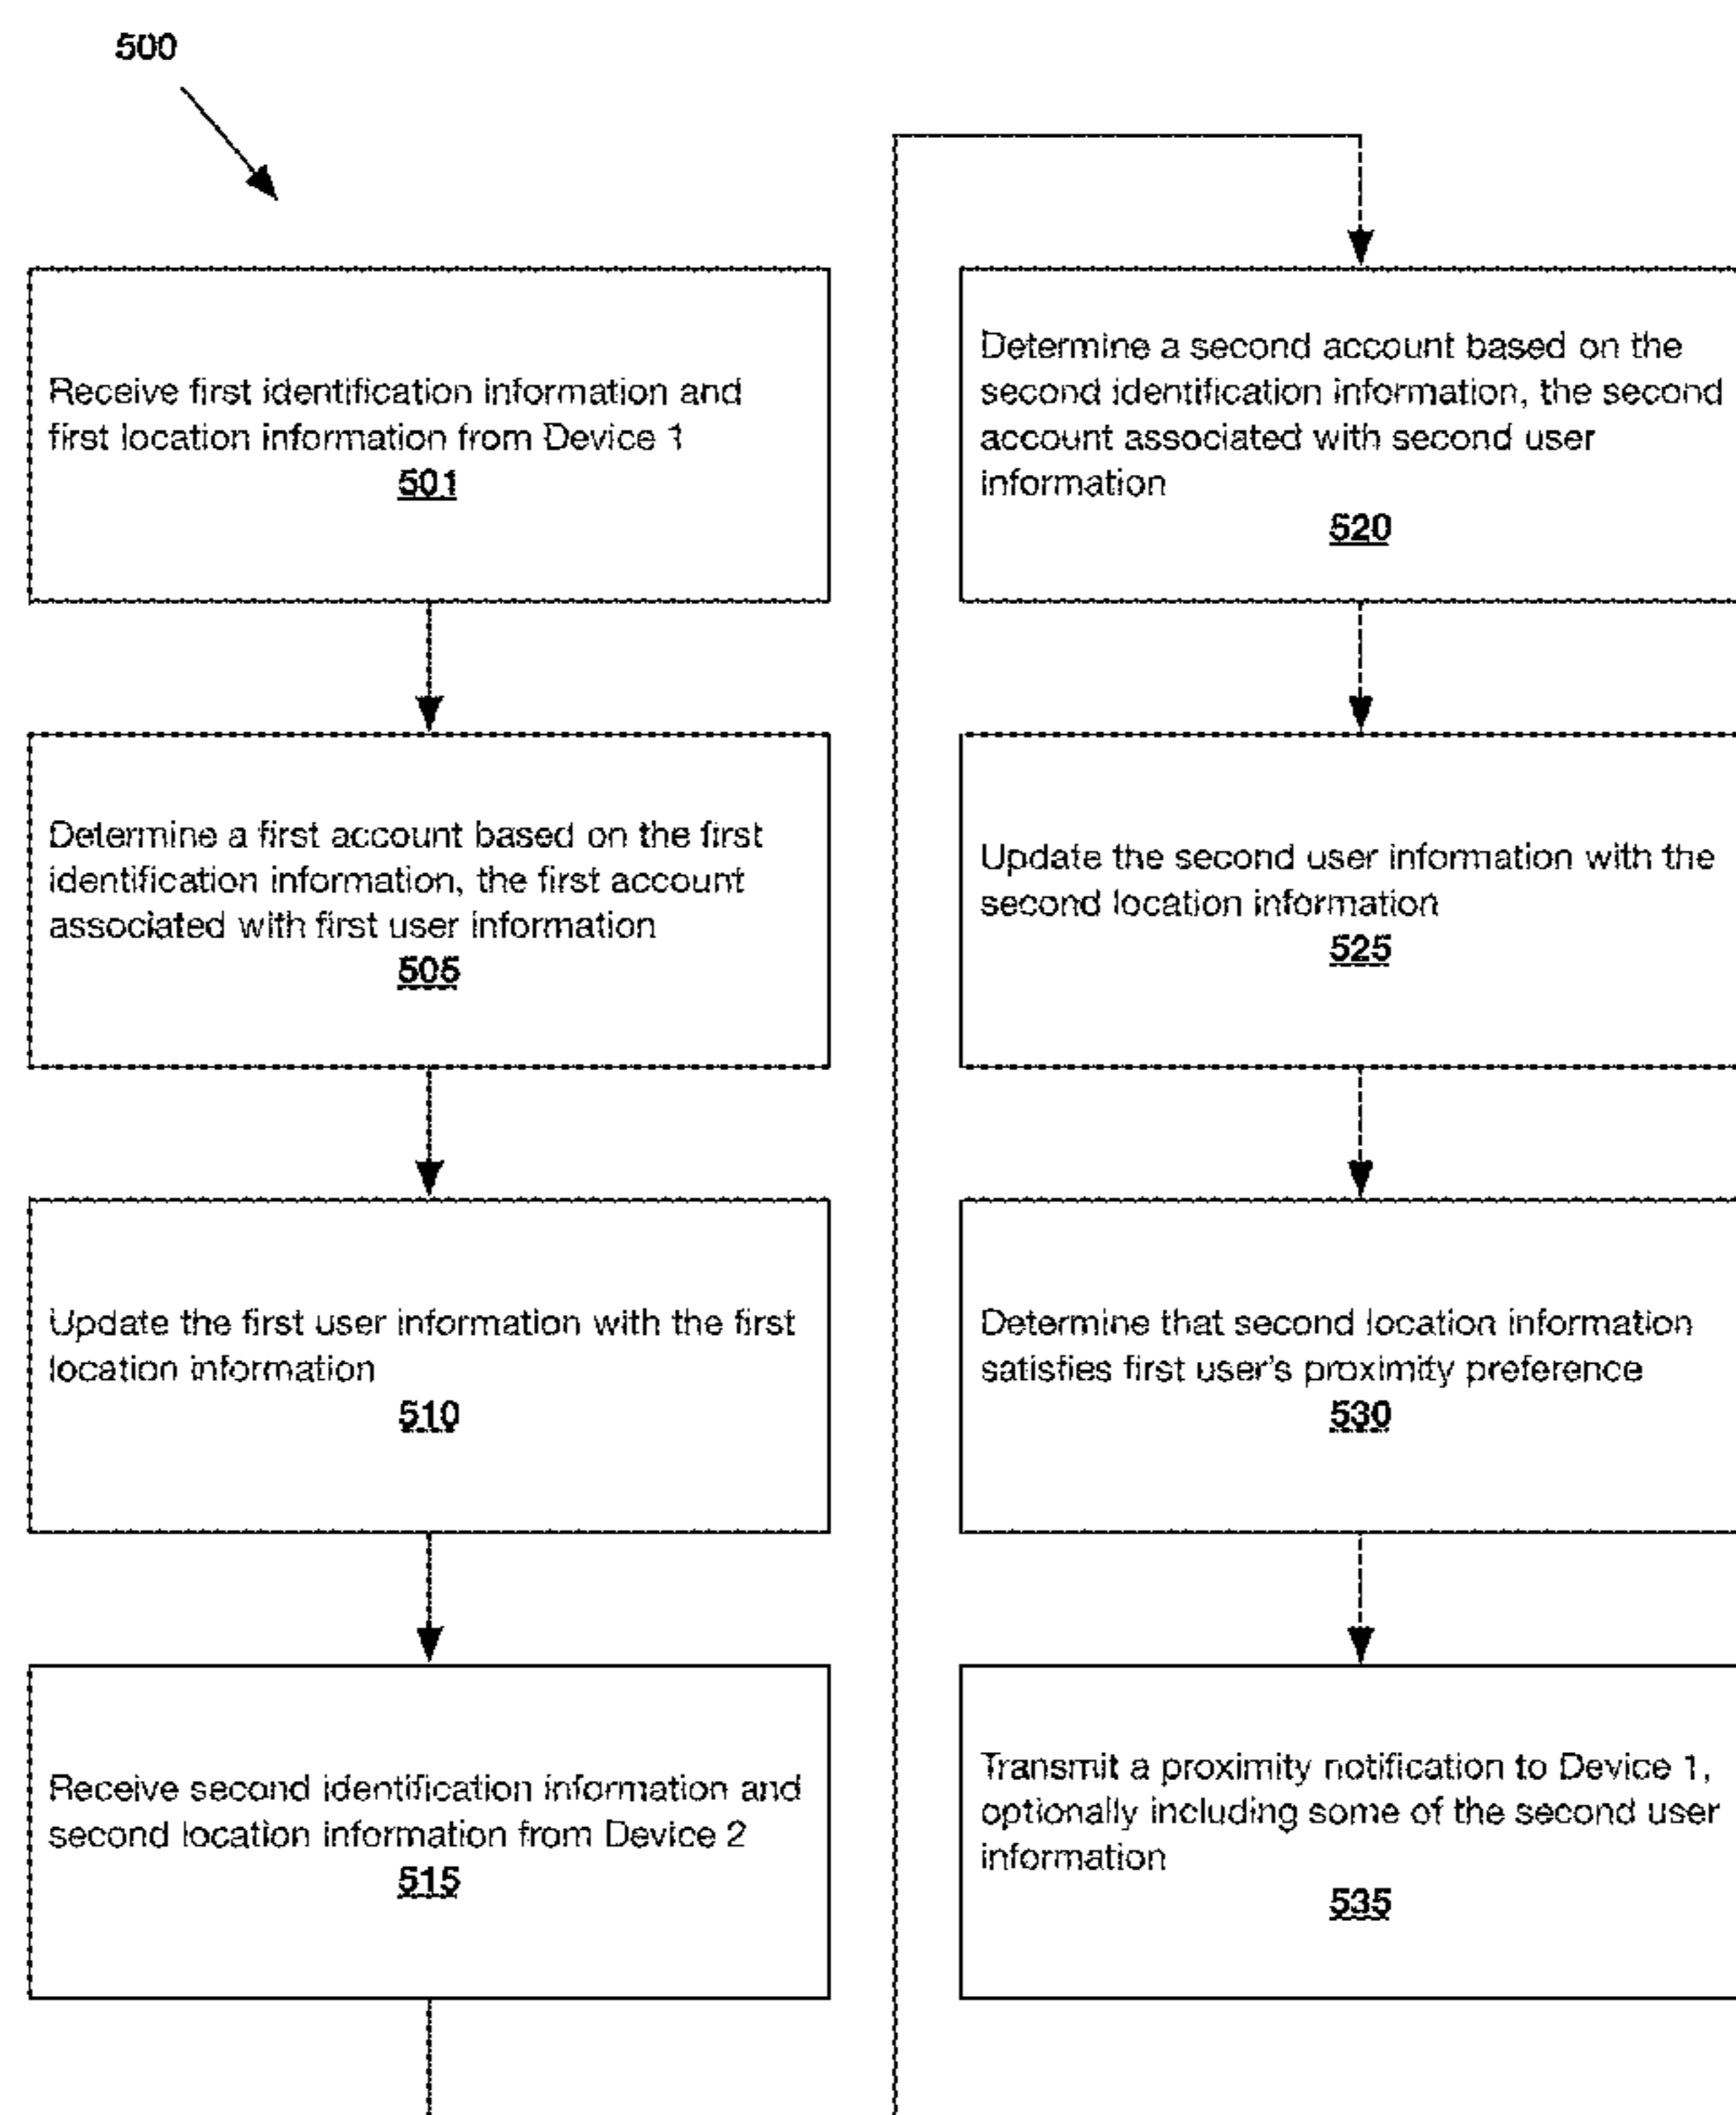 500
Receive first identification information and
first location information from Device 1
501
Determine a first account based on the first
identification information, the first account
associated with first user information
505
Update the first user information with the first
location information
510
Receive second identification information and
second location information from Device 2
515
Determine a second account based on the
second identification information, the second
account associated with second user
information
520
Update the second user information with the
second location information
525
Determine that second location information
satisfies first user's proximity preference
530
Transmit a proximity notification to Device 1,
optionally including some of the second user
information
535